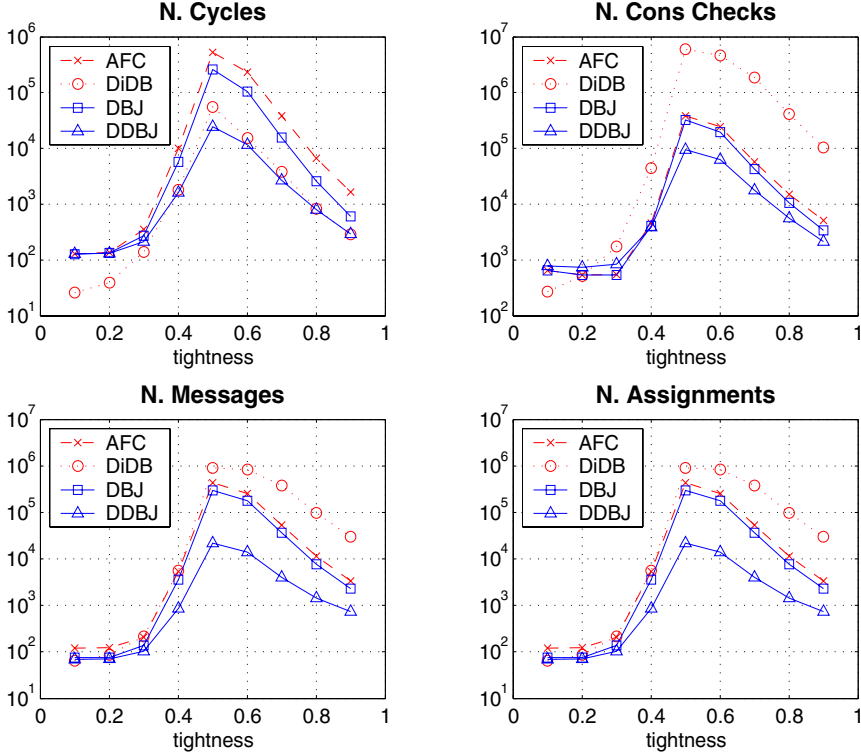 N. Cycles
10^6
10^5
10^4
10^3
10^2
10^1
AFC
DiDB
DBJ
DDBJ
0 0.2 0.4 0.6 0.8 1
tightness
N. Cons Checks
10^7
10^6
10^5
10^4
10^3
10^2
AFC
DiDB
DBJ
DDBJ
0 0.2 0.4 0.6 0.8 1
tightness
N. Messages
10^7
10^6
10^5
10^4
10^3
10^2
10^1
AFC
DiDB
DBJ
DDBJ
0 0.2 0.4 0.6 0.8 1
tightness
N. Assignments
10^7
10^6
10^5
10^4
10^3
10^2
10^1
AFC
DiDB
DBJ
DDBJ
0 0.2 0.4 0.6 0.8 1
tightness